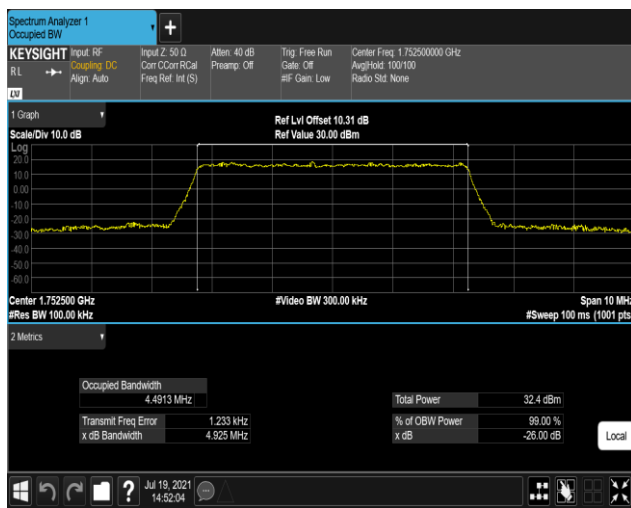 Spectrum Analyzer 1
Occupied BW
+
KEYSIGHT Input: RF Input Z: 50 Ω Atten: 40 dB Trig: Free Run Center Freq: 1.752500000 GHz
RL Coupling: DC Corr CCorr RCal Preamp: Off Gate: Off Avg|Hold: 100/100
Align: Auto Freq Ref: Int (S) #IF Gain: Low Radio Std: None
LXI
1 Graph
Ref Lvl Offset 10.31 dB
Scale/Div 10.0 dB Ref Value 30.00 dBm
Log
20.0
10.0
0.00
-10.0
-20.0
-30.0
-40.0
-50.0
-60.0
Center 1.752500 GHz #Video BW 300.00 kHz Span 10 MHz
#Res BW 100.00 kHz #Sweep 100 ms (1001 pts
2 Metrics
Occupied Bandwidth
4.4913 MHz Total Power 32.4 dBm
Transmit Freq Error 1.233 kHz % of OBW Power 99.00 %
x dB Bandwidth 4.925 MHz x dB -26.00 dB
Local
? Jul 19, 2021
14:52:04